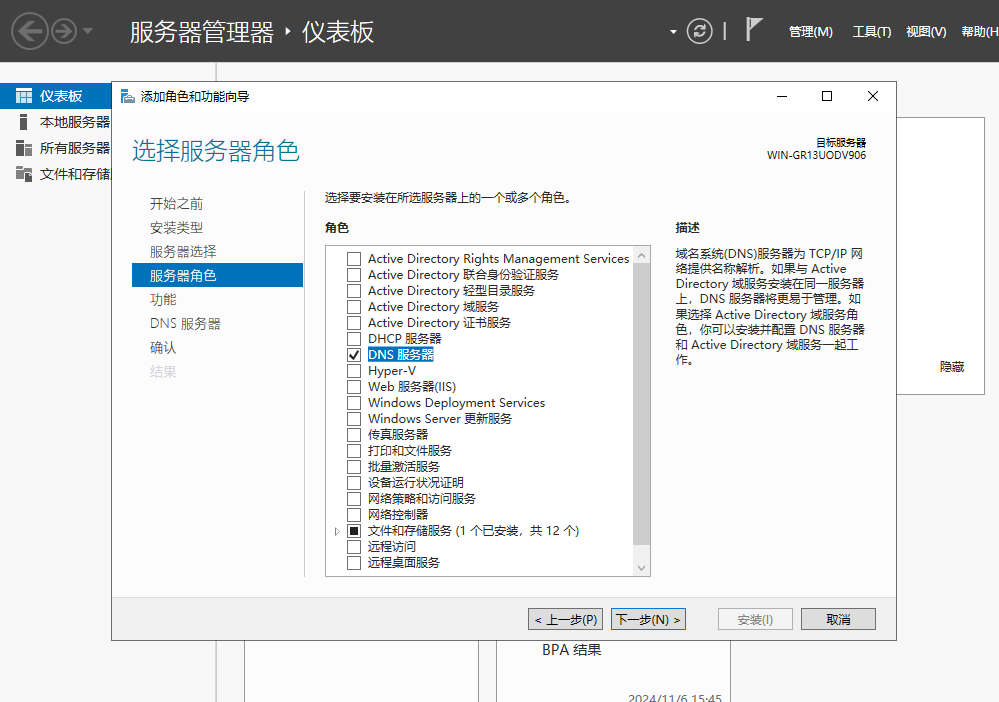 服务器管理器 ‣ 仪表板
管理(M) 工具(T) 视图(V) 帮助(H
仪表板
本地服务器
所有服务器
文件和存储
添加角色和功能向导
选择服务器角色
目标服务器
WIN-GR13UODV906
开始之前
安装类型
服务器选择
服务器角色
功能
DNS 服务器
确认
结果
选择要安装在所选服务器上的一个或多个角色。
角色
Active Directory Rights Management Services
Active Directory 联合身份验证服务
Active Directory 轻型目录服务
Active Directory 域服务
Active Directory 证书服务
DHCP 服务器
DNS 服务器
Hyper-V
Web 服务器(IIS)
Windows Deployment Services
Windows Server 更新服务
传真服务器
打印和文件服务
批量激活服务
设备运行状况证明
网络策略和访问服务
网络控制器
文件和存储服务 (1 个已安装，共 12 个)
远程访问
远程桌面服务
描述
域名系统(DNS)服务器为 TCP/IP 网
络提供名称解析。如果与 Active
Directory 域服务安装在同一服务器
上，DNS 服务器将更易于管理。如
果选择 Active Directory 域服务角
色，你可以安装并配置 DNS 服务器
和 Active Directory 域服务一起工
作。
隐藏
< 上一步(P)
下一步(N) >
安装(I)
取消
BPA 结果
2024/11/6 15:45